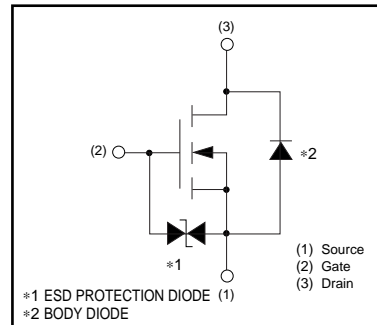 (3)
(2)
∗2
∗1
(1) Source
(2) Gate
(3) Drain
∗1 ESD PROTECTION DIODE
(1)
∗2 BODY DIODE